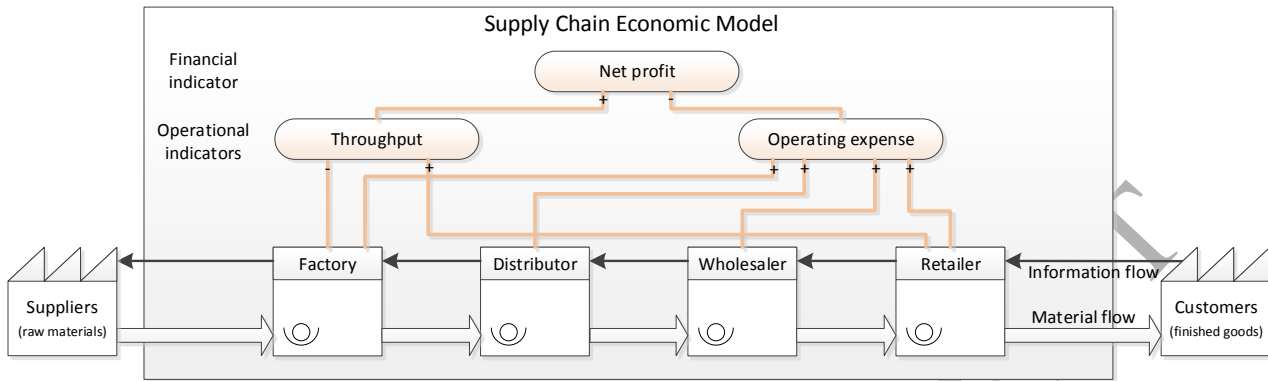 Supply Chain Economic Model
Financial
indicator
Net profit
+
-
Operational
indicators
Throughput
Operating expense
-
+
+
+
+
+
Factory
Distributor
Wholesaler
Retailer
Information flow
Suppliers
(raw materials)
Material flow
Customers
(finished goods)